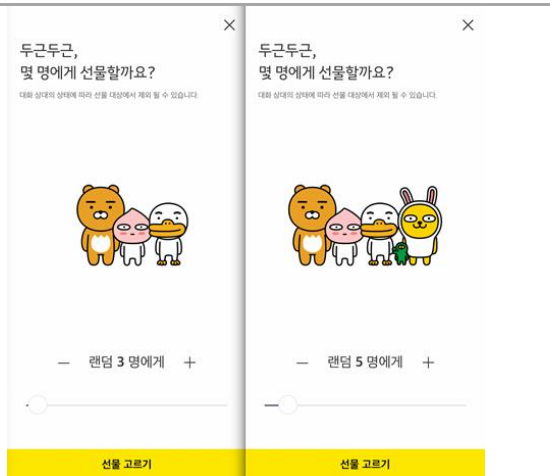 두근두근,
몇 명에게 선물할까요?
대화 상대의 상태에 따라 선물 대상에서 제외 될 수 있습니다.
랜덤 3 명에게
선물 고르기
두근두근,
몇 명에게 선물할까요?
대화 상대의 상태에 따라 선물 대상에서 제외 될 수 있습니다.
랜덤 5 명에게
선물 고르기